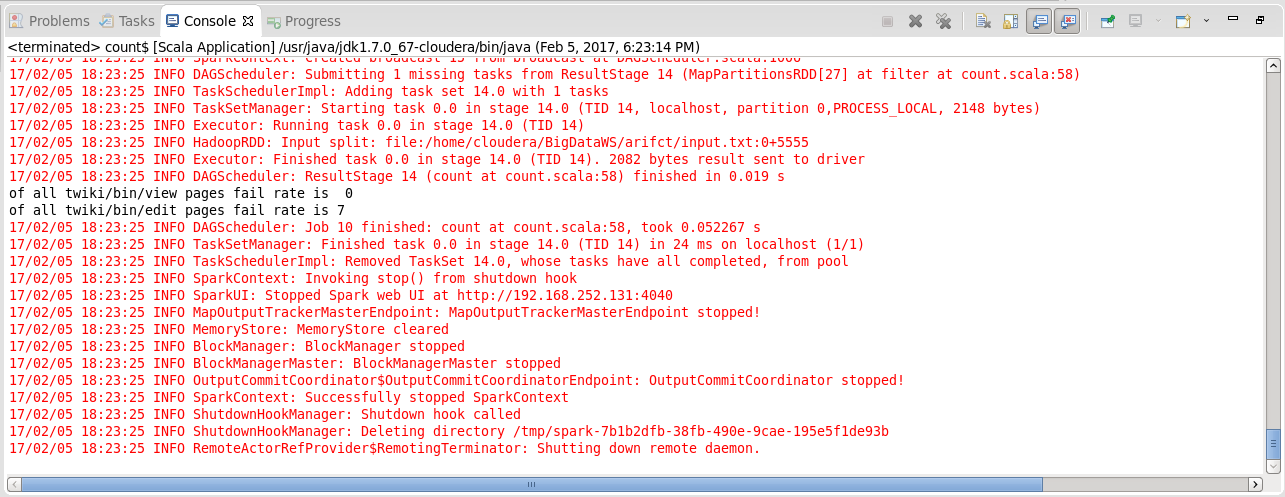 Problems Tasks Console Progress
<terminated> count$ [Scala Application] /usr/java/jdk1.7.0_67-cloudera/bin/java (Feb 5, 2017, 6:23:14 PM)
17/02/05 18:23:25 INFO SparkContext: Created broadcast 15 from broadcast at DAGScheduler.scala:1006
17/02/05 18:23:25 INFO DAGScheduler: Submitting 1 missing tasks from ResultStage 14 (MapPartitionsRDD[27] at filter at count.scala:58)
17/02/05 18:23:25 INFO TaskSchedulerImpl: Adding task set 14.0 with 1 tasks
17/02/05 18:23:25 INFO TaskSetManager: Starting task 0.0 in stage 14.0 (TID 14, localhost, partition 0,PROCESS_LOCAL, 2148 bytes)
17/02/05 18:23:25 INFO Executor: Running task 0.0 in stage 14.0 (TID 14)
17/02/05 18:23:25 INFO HadoopRDD: Input split: file:/home/cloudera/BigDataWS/arifct/input.txt:0+5555
17/02/05 18:23:25 INFO Executor: Finished task 0.0 in stage 14.0 (TID 14). 2082 bytes result sent to driver
17/02/05 18:23:25 INFO DAGScheduler: ResultStage 14 (count at count.scala:58) finished in 0.019 s
of all twiki/bin/view pages fail rate is  0
of all twiki/bin/edit pages fail rate is 7
17/02/05 18:23:25 INFO DAGScheduler: Job 10 finished: count at count.scala:58, took 0.052267 s
17/02/05 18:23:25 INFO TaskSetManager: Finished task 0.0 in stage 14.0 (TID 14) in 24 ms on localhost (1/1)
17/02/05 18:23:25 INFO TaskSchedulerImpl: Removed TaskSet 14.0, whose tasks have all completed, from pool
17/02/05 18:23:25 INFO SparkContext: Invoking stop() from shutdown hook
17/02/05 18:23:25 INFO SparkUI: Stopped Spark web UI at http://192.168.252.131:4040
17/02/05 18:23:25 INFO MapOutputTrackerMasterEndpoint: MapOutputTrackerMasterEndpoint stopped!
17/02/05 18:23:25 INFO MemoryStore: MemoryStore cleared
17/02/05 18:23:25 INFO BlockManager: BlockManager stopped
17/02/05 18:23:25 INFO BlockManagerMaster: BlockManagerMaster stopped
17/02/05 18:23:25 INFO OutputCommitCoordinator$OutputCommitCoordinatorEndpoint: OutputCommitCoordinator stopped!
17/02/05 18:23:25 INFO SparkContext: Successfully stopped SparkContext
17/02/05 18:23:25 INFO ShutdownHookManager: Shutdown hook called
17/02/05 18:23:25 INFO ShutdownHookManager: Deleting directory /tmp/spark-7b1b2dfb-38fb-490e-9cae-195e5f1de93b
17/02/05 18:23:25 INFO RemoteActorRefProvider$RemotingTerminator: Shutting down remote daemon.